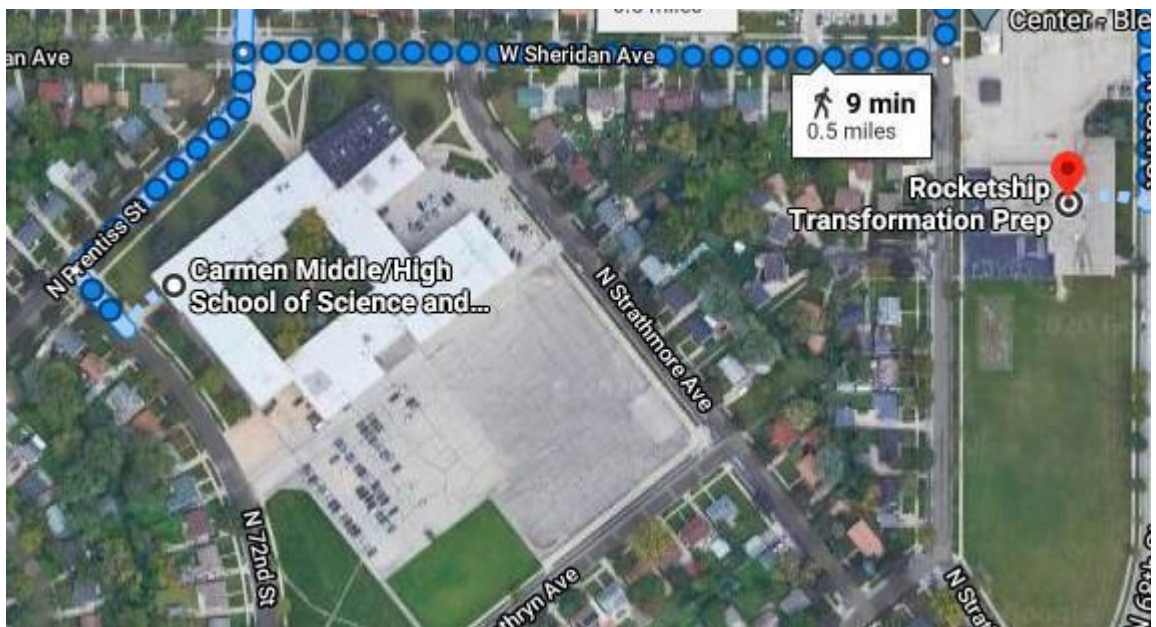 Center - Ble
an Ave
W Sheridan Ave
9 min
0.5 miles
Rocketship
Transformation Prep
N Prentiss St
Carmen Middle/High
School of Science and...
N Strathmore Ave
N 72nd St
thryn Ave
N Strat